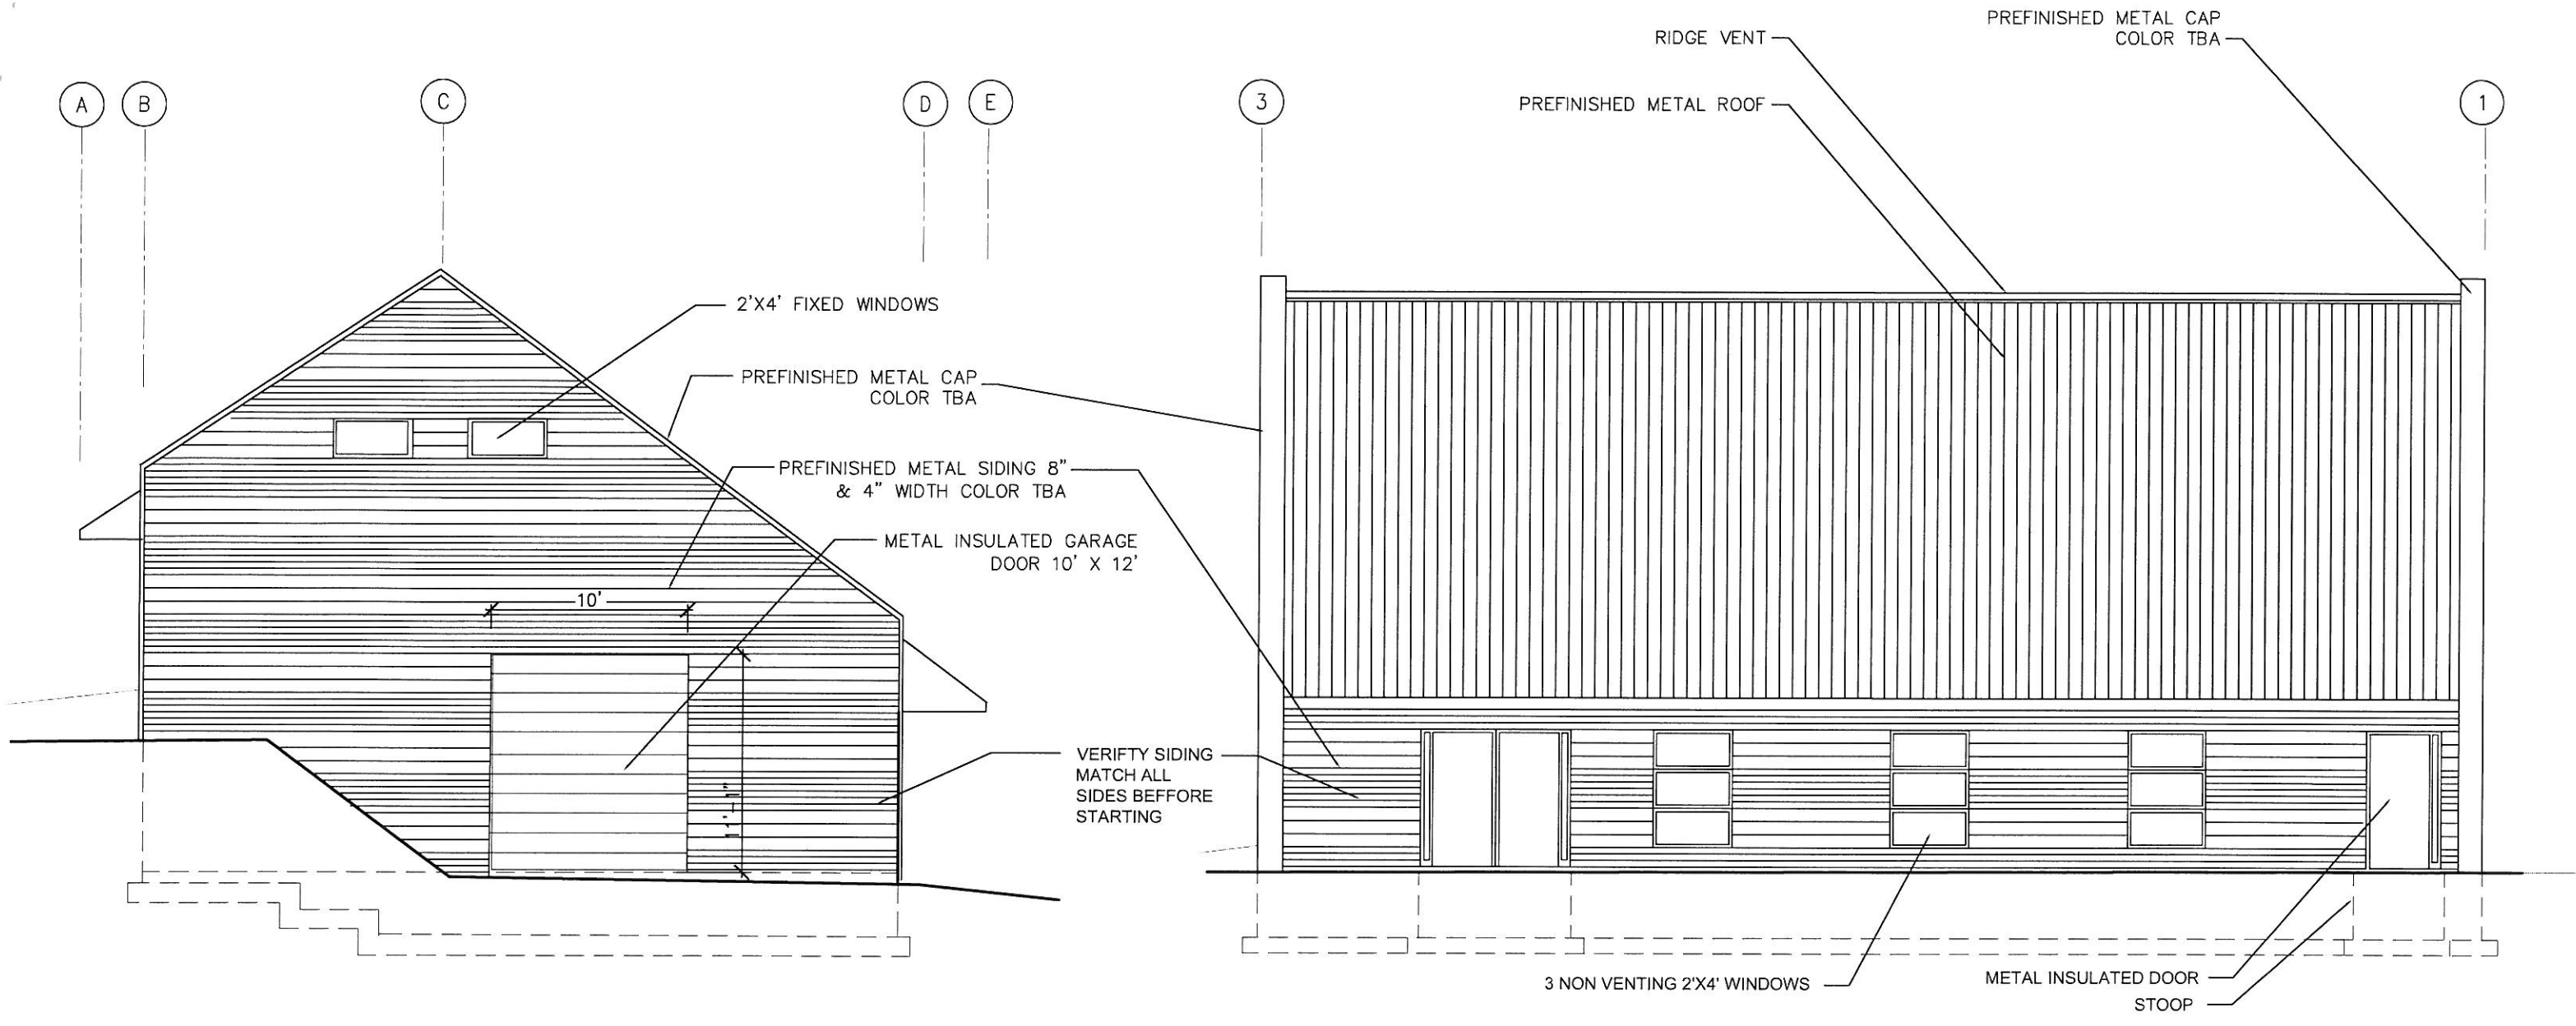 PREFINISHED METAL CAP
COLOR TBA
RIDGE VENT
PREFINISHED METAL ROOF
A
B
C
D
E
3
1
2'X4' FIXED WINDOWS
PREFINISHED METAL CAP
COLOR TBA
PREFINISHED METAL SIDING 8"
& 4" WIDTH COLOR TBA
METAL INSULATED GARAGE
DOOR 10' X 12'
10'
11'-1"
VERIFTY SIDING
MATCH ALL
SIDES BEFFORE
STARTING
3 NON VENTING 2'X4' WINDOWS
METAL INSULATED DOOR
STOOP